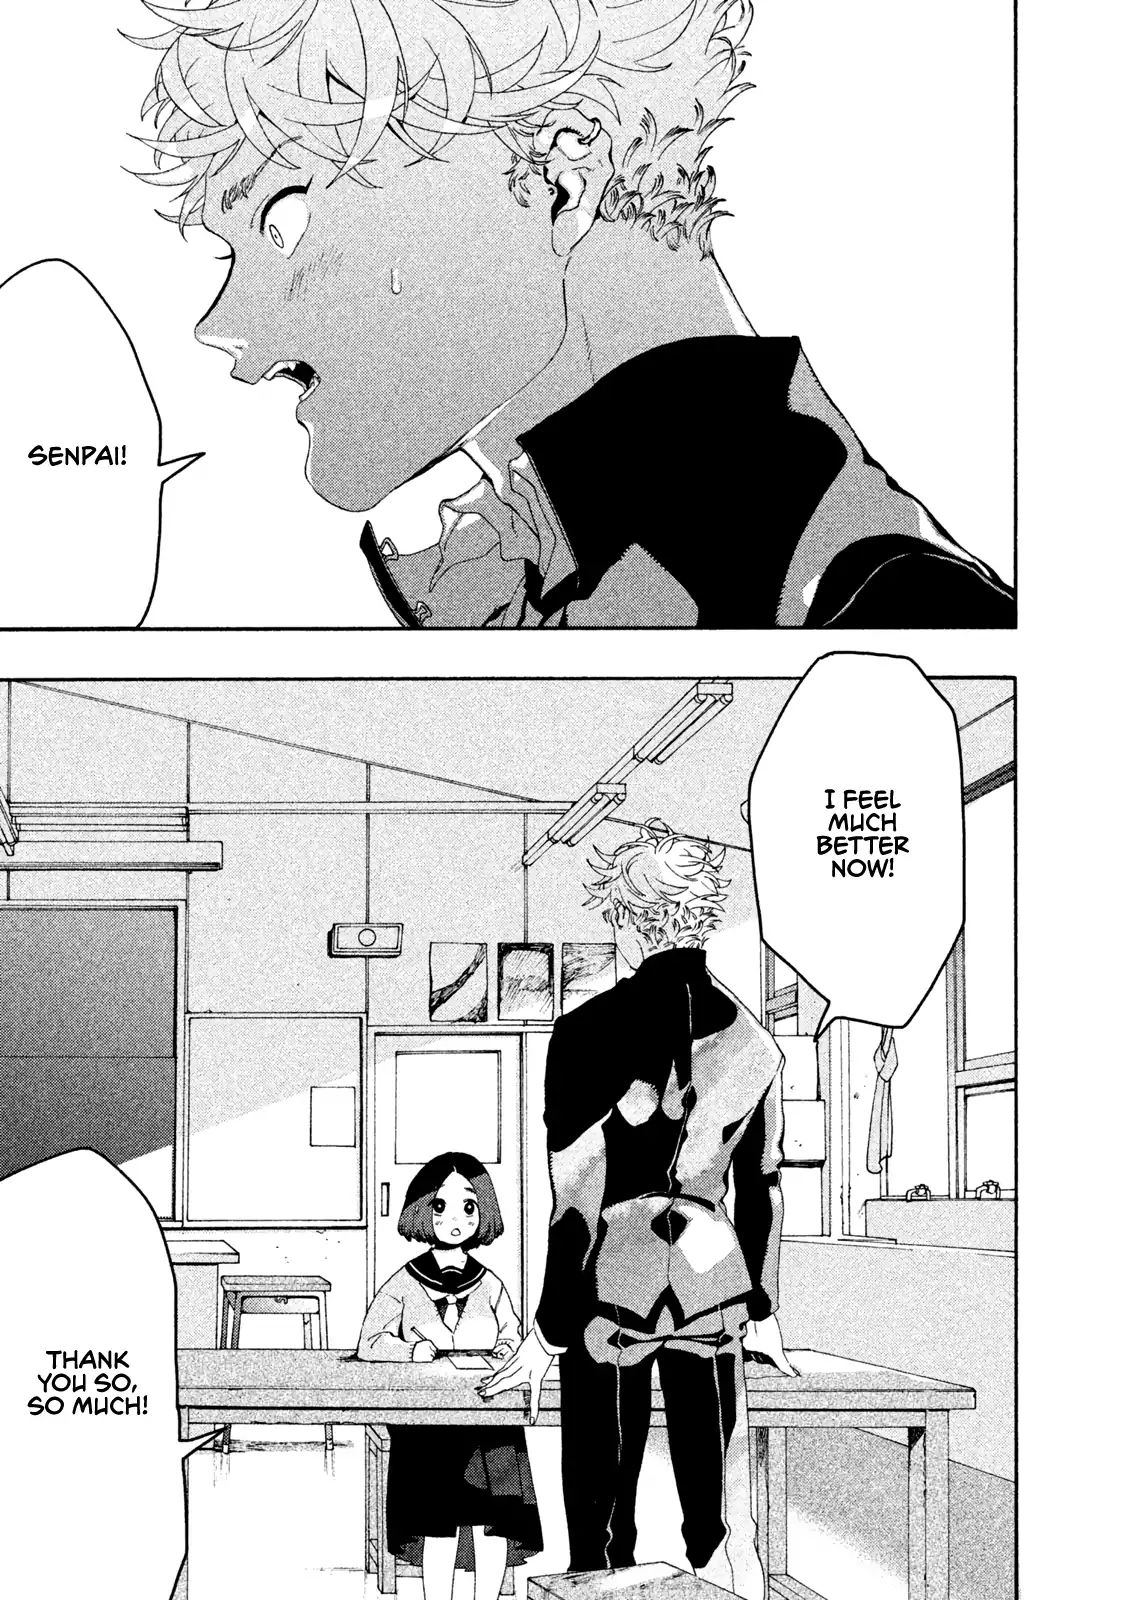 SENPAI!
I FEEL
MUCH
BETTER
NOW!
THANK
YOU SO,
SO MUCH!